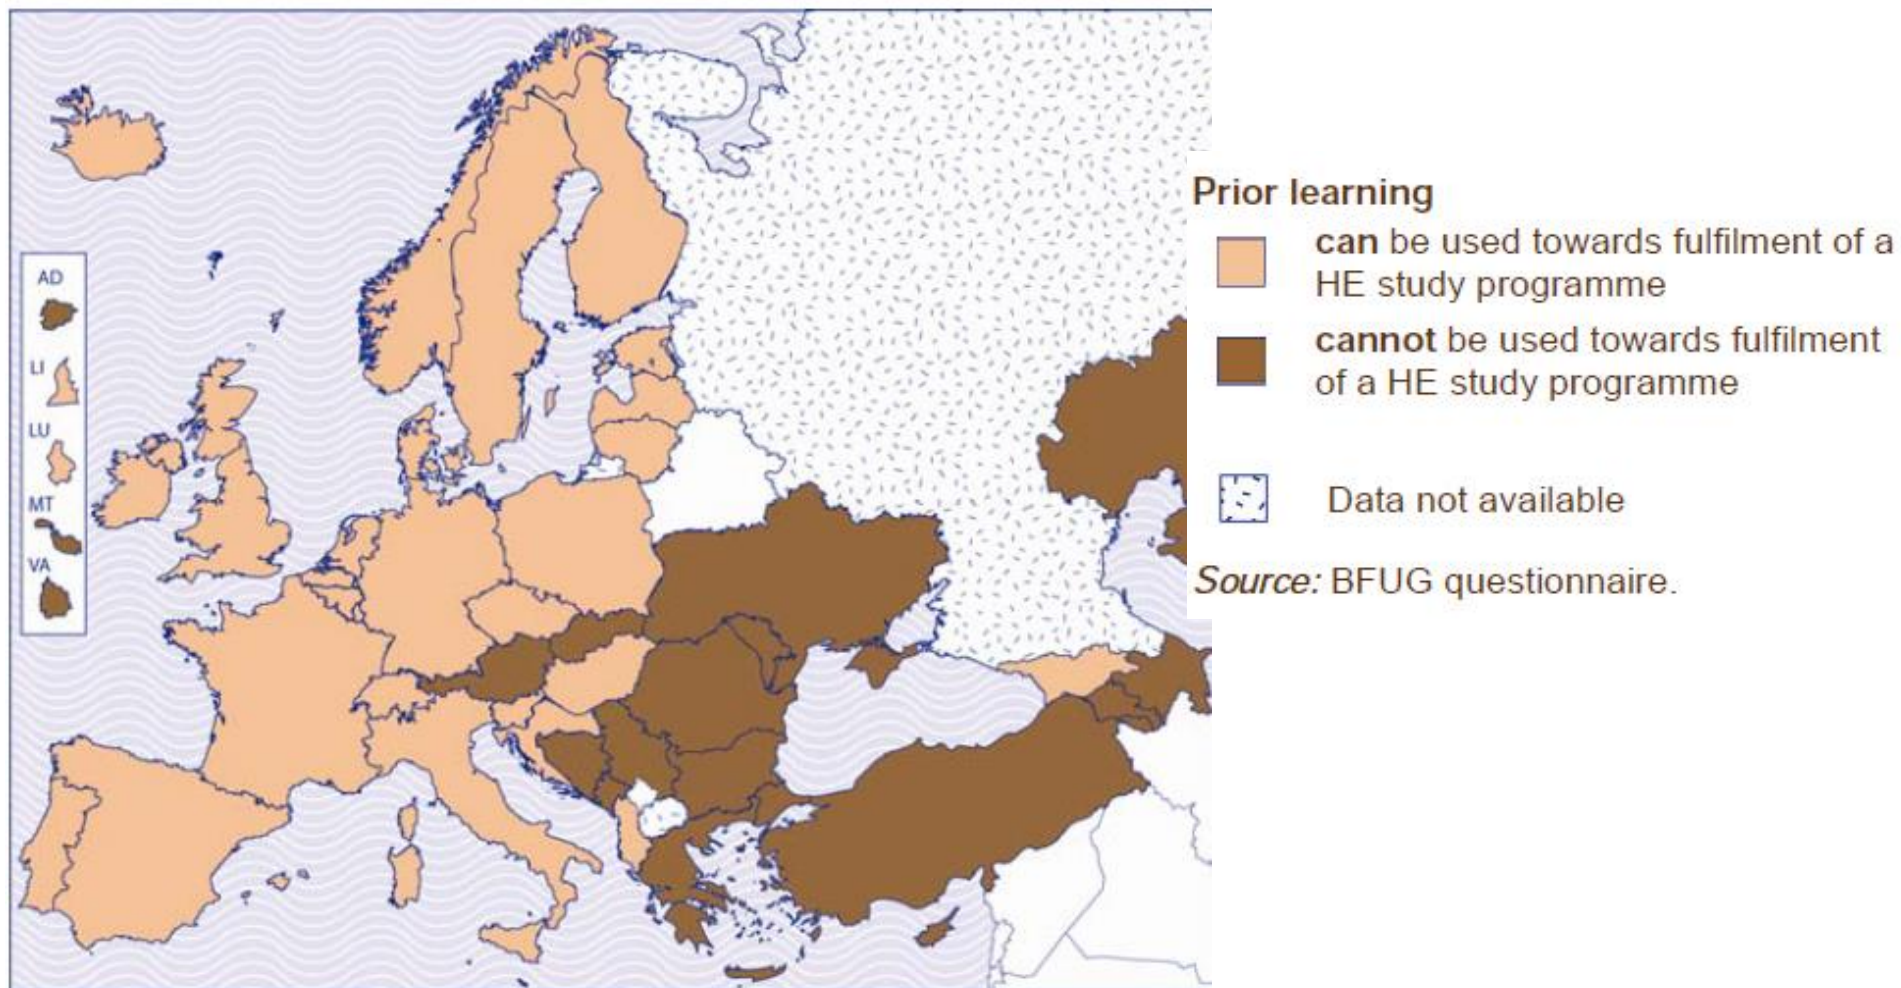 AD
LI
LU
MT
VA
Prior learning
can be used towards fulfilment of a
HE study programme
cannot be used towards fulfilment
of a HE study programme
Data not available
Source: BFUG questionnaire.